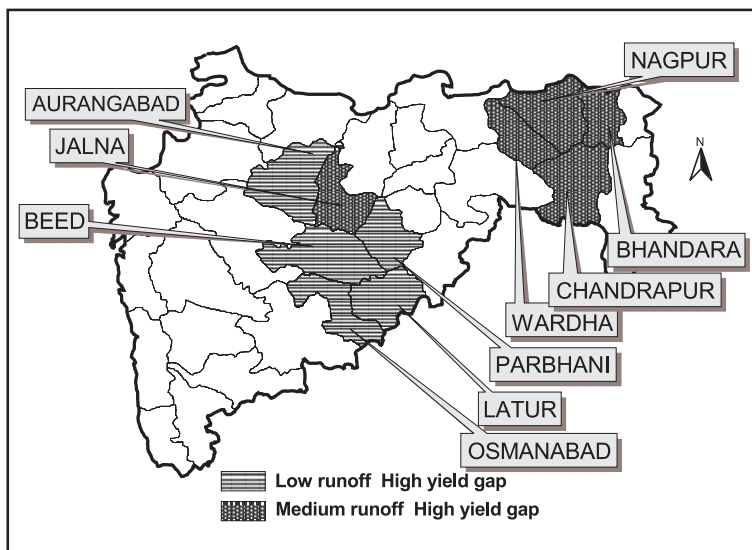 NAGPUR
AURANGABAD
JALNA
N
BEED
BHANDARA
CHANDRAPUR
WARDHA
PARBHANI
LATUR
OSMANABAD
Low runoff High yield gap
Medium runoff High yield gap